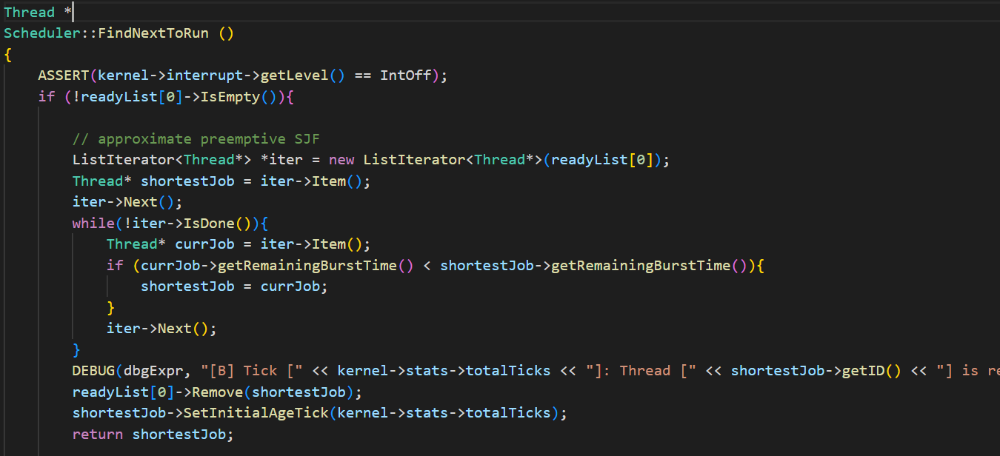 Thread *
Scheduler::FindNextToRun ()
{
    ASSERT(kernel->interrupt->getLevel() == IntOff);
    if (!readyList[0]->IsEmpty()){

        // approximate preemptive SJF
        ListIterator<Thread*> *iter = new ListIterator<Thread*>(readyList[0]);
        Thread* shortestJob = iter->Item();
        iter->Next();
        while(!iter->IsDone()){
            Thread* currJob = iter->Item();
            if (currJob->getRemainingBurstTime() < shortestJob->getRemainingBurstTime()){
                shortestJob = currJob;
            }
            iter->Next();
        }
        DEBUG(dbgExpr, "[B] Tick [" << kernel->stats->totalTicks << "]: Thread [" << shortestJob->getID() << "] is
        readyList[0]->Remove(shortestJob);
        shortestJob->SetInitialAgeTick(kernel->stats->totalTicks);
        return shortestJob;